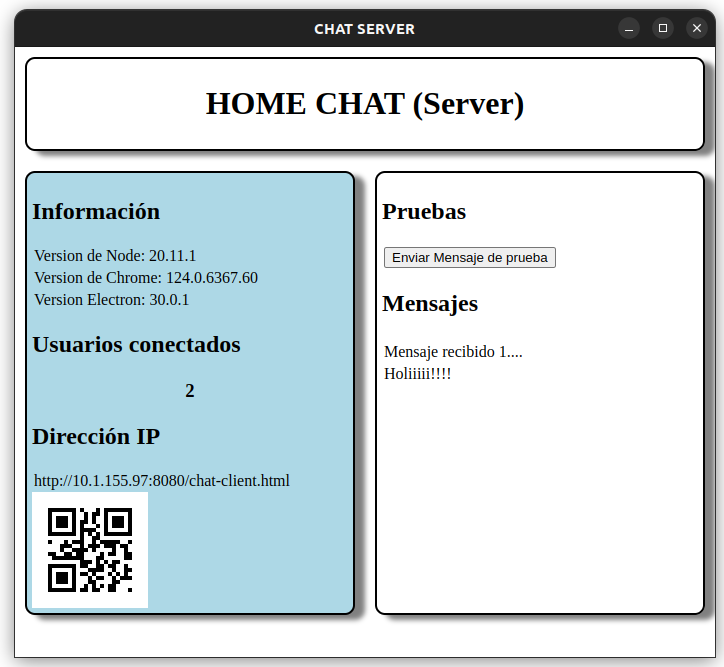 CHAT SERVER
HOME CHAT (Server)
Información
Version de Node: 20.11.1
Version de Chrome: 124.0.6367.60
Version Electron: 30.0.1
Usuarios conectados
2
Dirección IP
http://10.1.155.97:8080/chat-client.html
Pruebas
Enviar Mensaje de prueba
Mensajes
Mensaje recibido 1....
Holiiiii!!!!